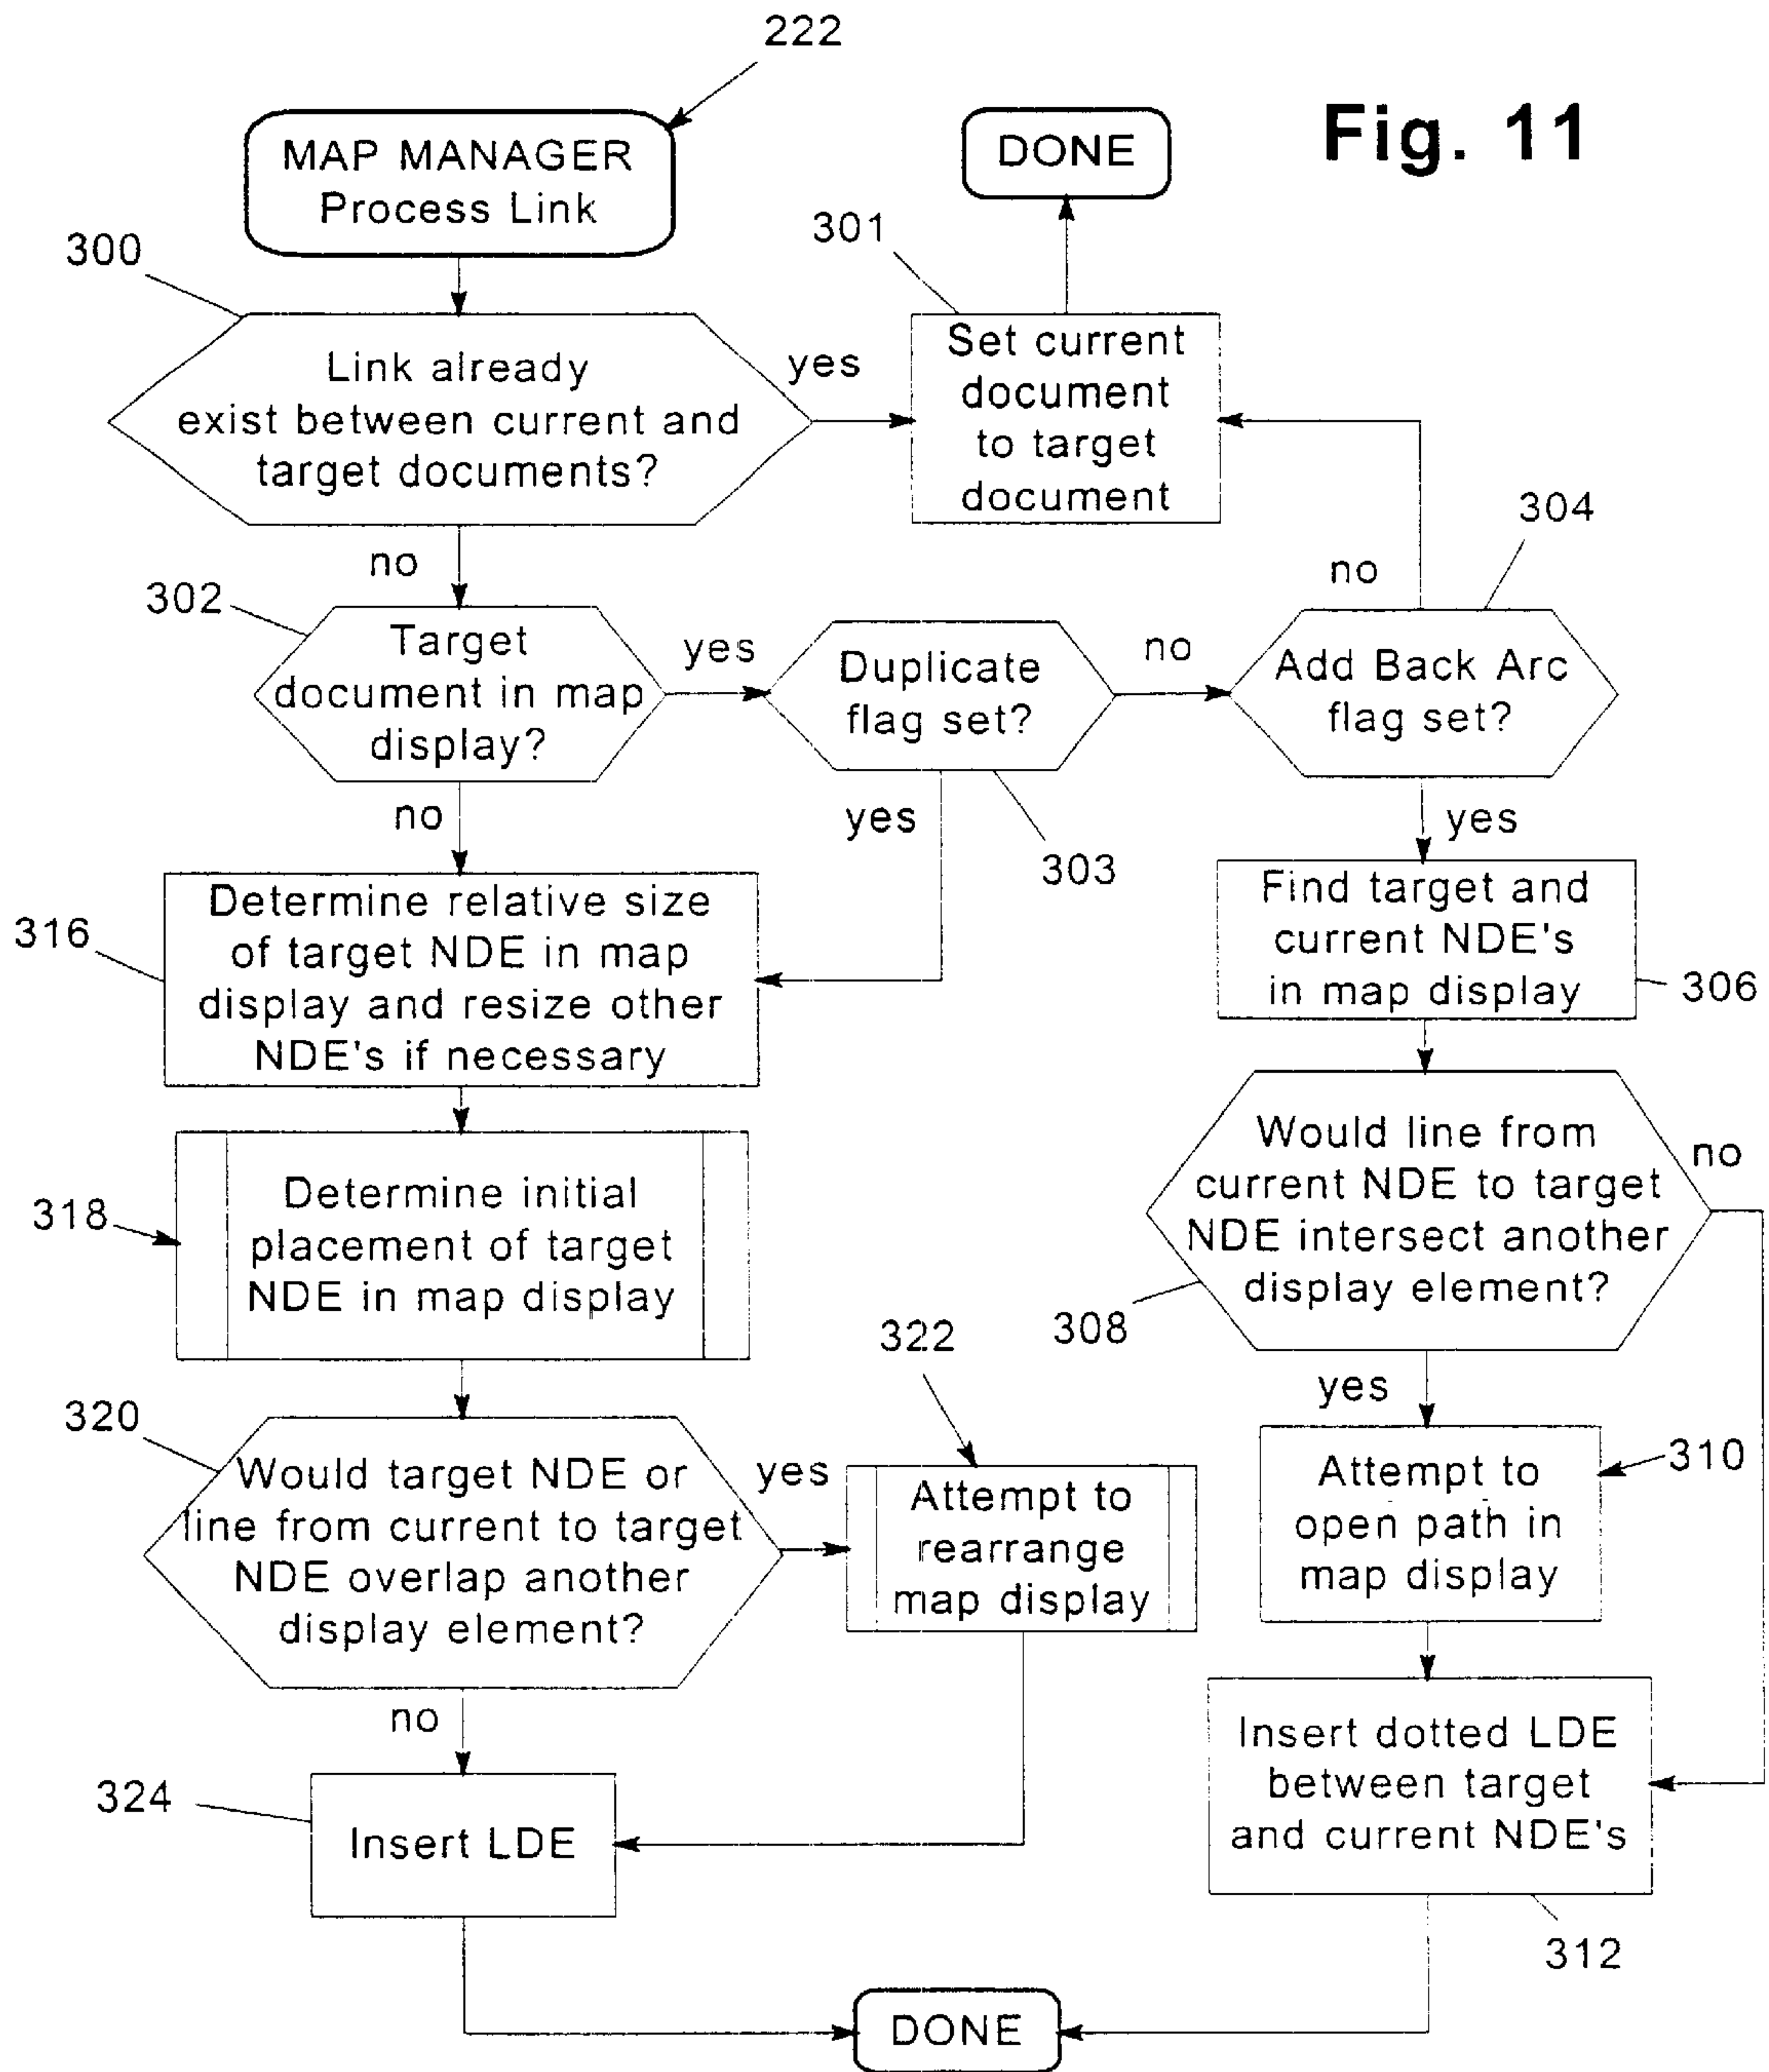 222
Fig. 11
MAP MANAGER
Process Link
DONE
300
301
Link already
exist between current and
target documents?
yes
Set current
document
to target
document
no
304
no
302
Target
document in map
display?
yes
Duplicate
flag set?
no
Add Back Arc
flag set?
no
yes
303
yes
316
Determine relative size
of target NDE in map
display and resize other
NDE's if necessary
Find target and
current NDE's
in map display
306
318
Determine initial
placement of target
NDE in map display
Would line from
current NDE to target
NDE intersect another
display element?
no
308
322
yes
320
Would target NDE or
line from current to target
NDE overlap another
display element?
yes
Attempt to
rearrange
map display
Attempt to
open path in
map display
310
no
324
Insert LDE
Insert dotted LDE
between target
and current NDE's
312
DONE